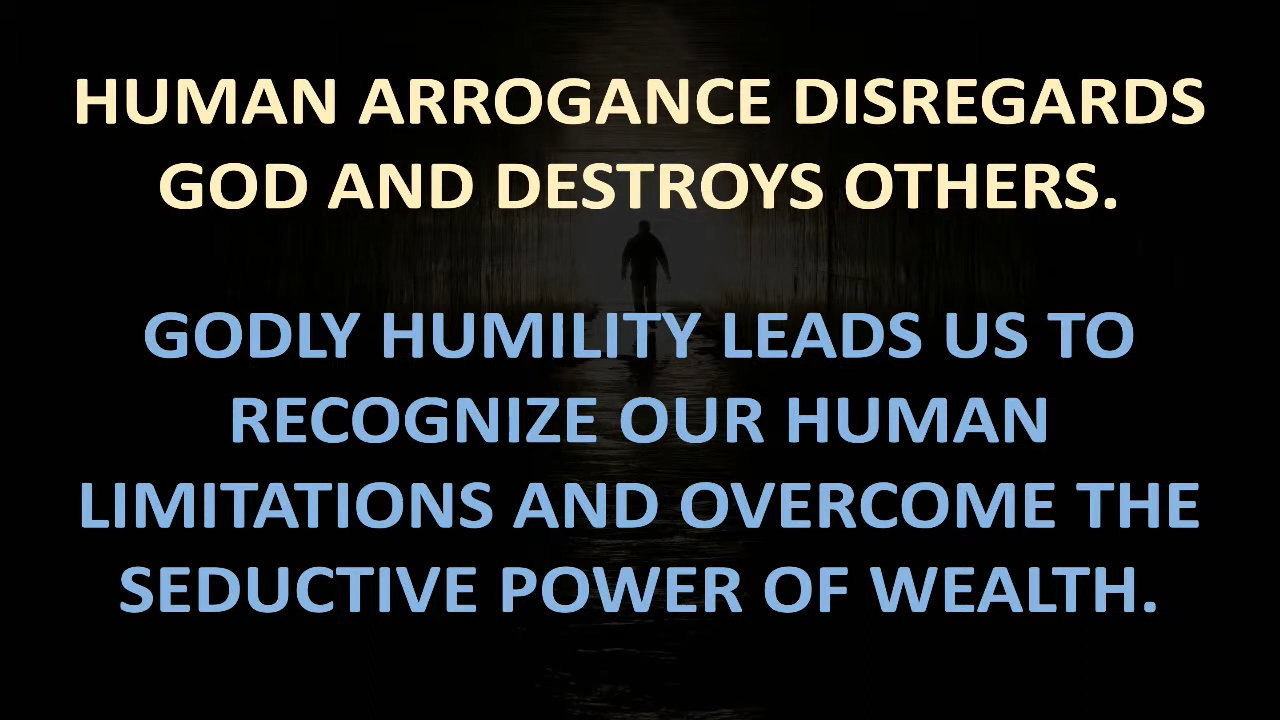 HUMAN ARROGANCE DISREGARDS
GOD AND DESTROYS OTHERS.
GODLY HUMILITY LEADS US TO
RECOGNIZE OUR HUMAN
LIMITATIONS AND OVERCOME THE
SEDUCTIVE POWER OF WEALTH.